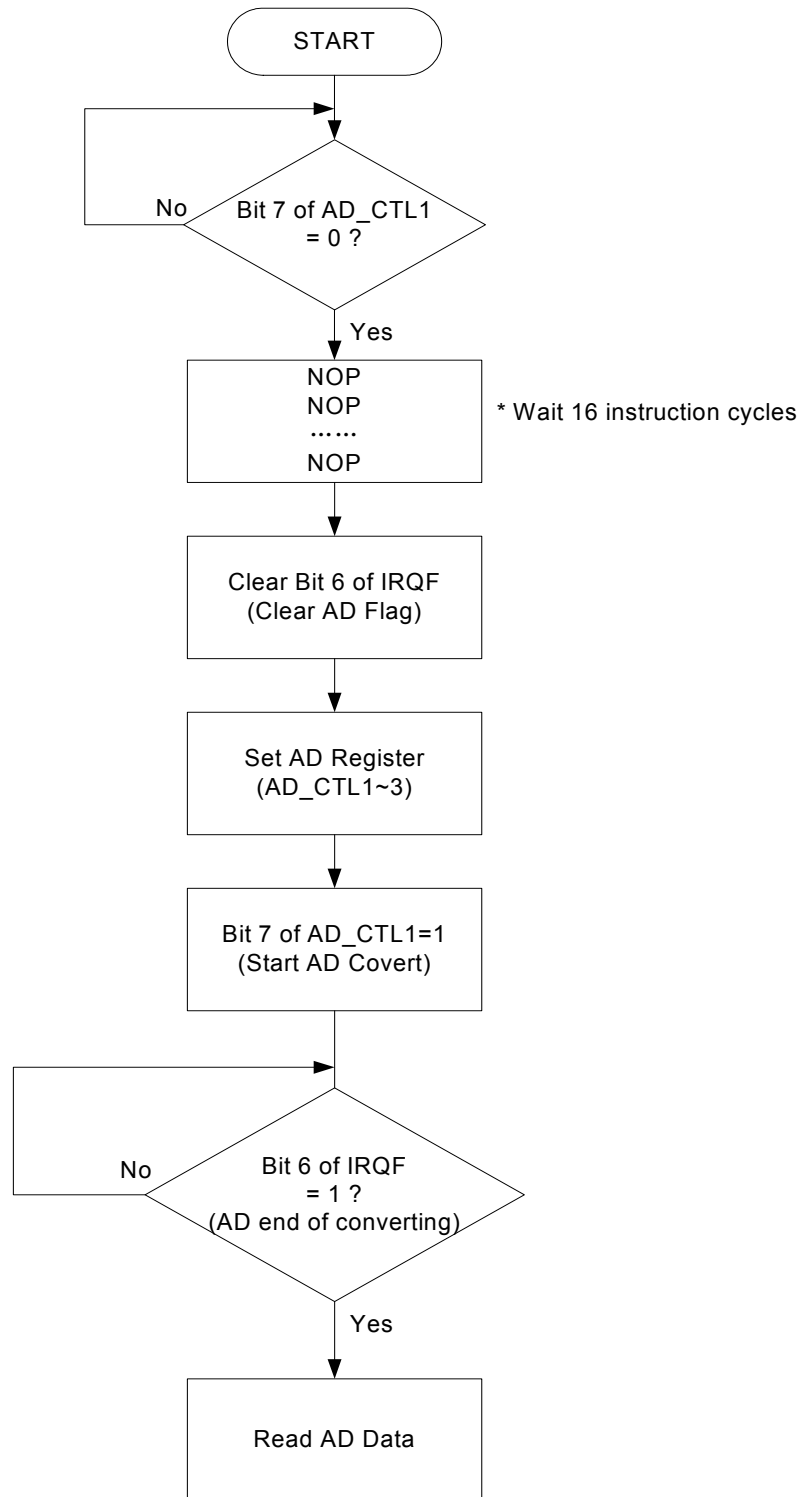 START
No
Bit 7 of AD_CTL1
= 0 ?
Yes
NOP
NOP
......
NOP
* Wait 16 instruction cycles
Clear Bit 6 of IRQF
(Clear AD Flag)
Set AD Register
(AD_CTL1~3)
Bit 7 of AD_CTL1=1
(Start AD Covert)
No
Bit 6 of IRQF
= 1 ?
(AD end of converting)
Yes
Read AD Data